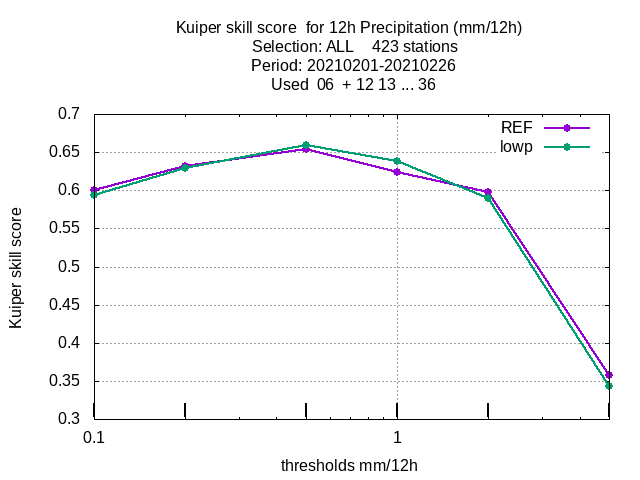 Kuiper skill score  for 12h Precipitation (mm/12h)
Selection: ALL    423 stations
Period: 20210201-20210226
Used  06  + 12 13 ... 36
0.7
0.65
0.6
0.55
0.5
0.45
0.4
0.35
0.3
Kuiper skill score
REF
lowp
0.1
1
thresholds mm/12h